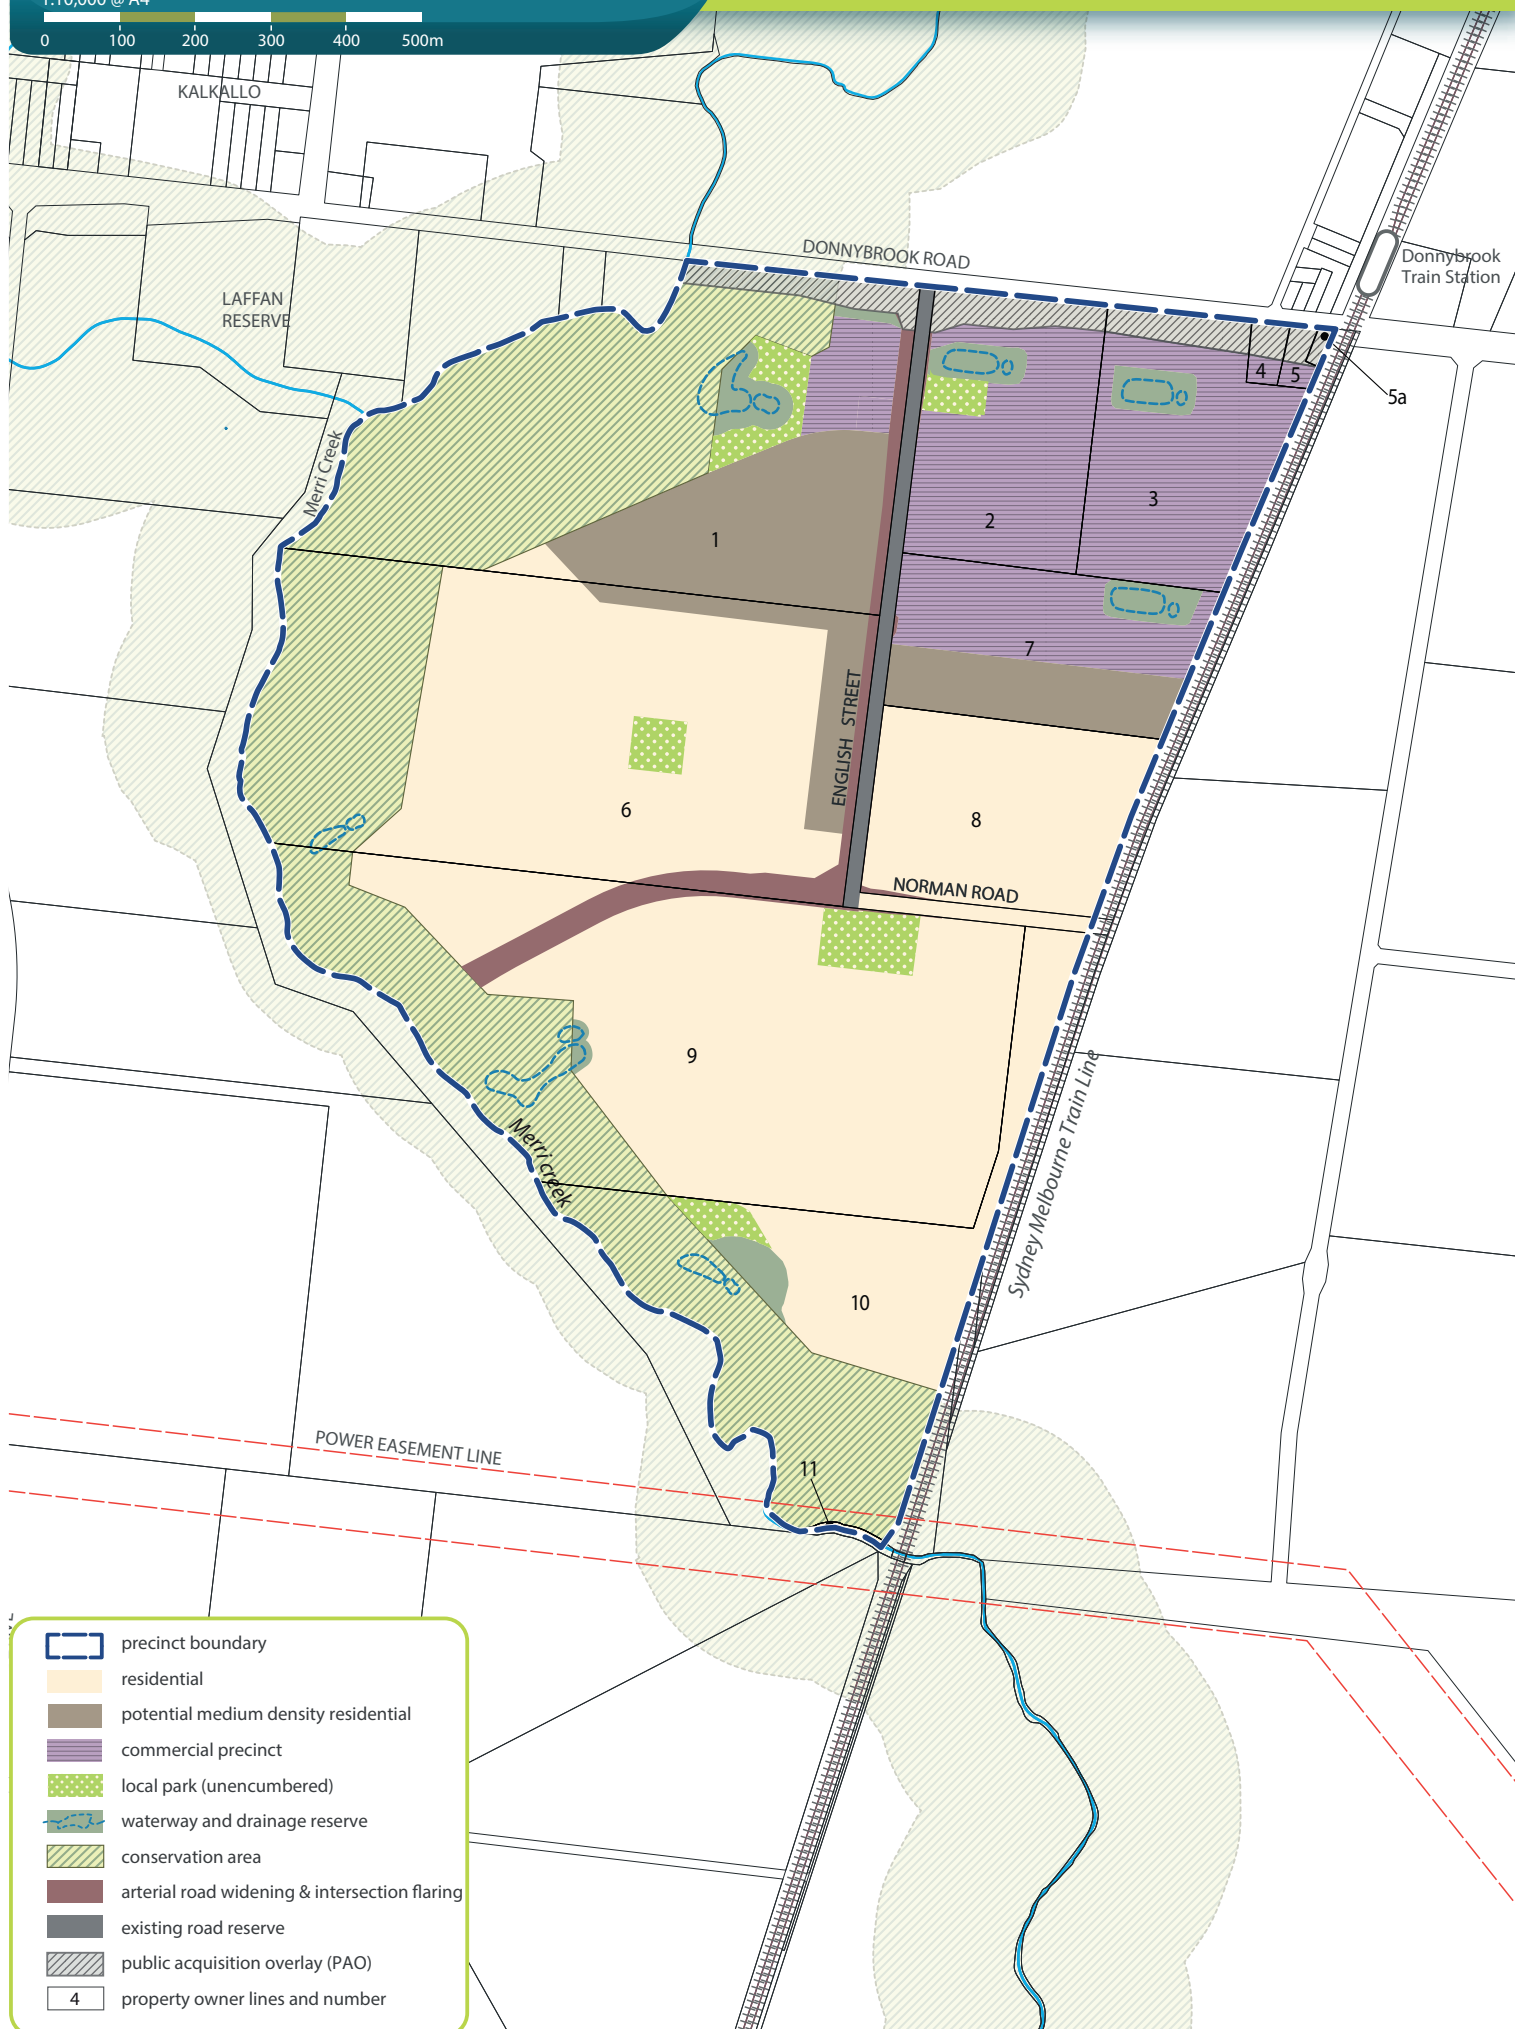 1:10,000 @ A4
0 100 200 300 400 500m
KALKALLO
DONNYBROOK ROAD
Donnybrook
Train Station
LAFFAN
RESERVE
4
5
5a
Merri Creek
3
2
1
7
ENGLISH STREET
6
8
NORMAN ROAD
9
Merri creek
Sydney Melbourne Train Line
10
POWER EASEMENT LINE
11
precinct boundary
residential
potential medium density residential
commercial precinct
local park (unencumbered)
waterway and drainage reserve
conservation area
arterial road widening & intersection flaring
existing road reserve
public acquisition overlay (PAO)
4 property owner lines and number